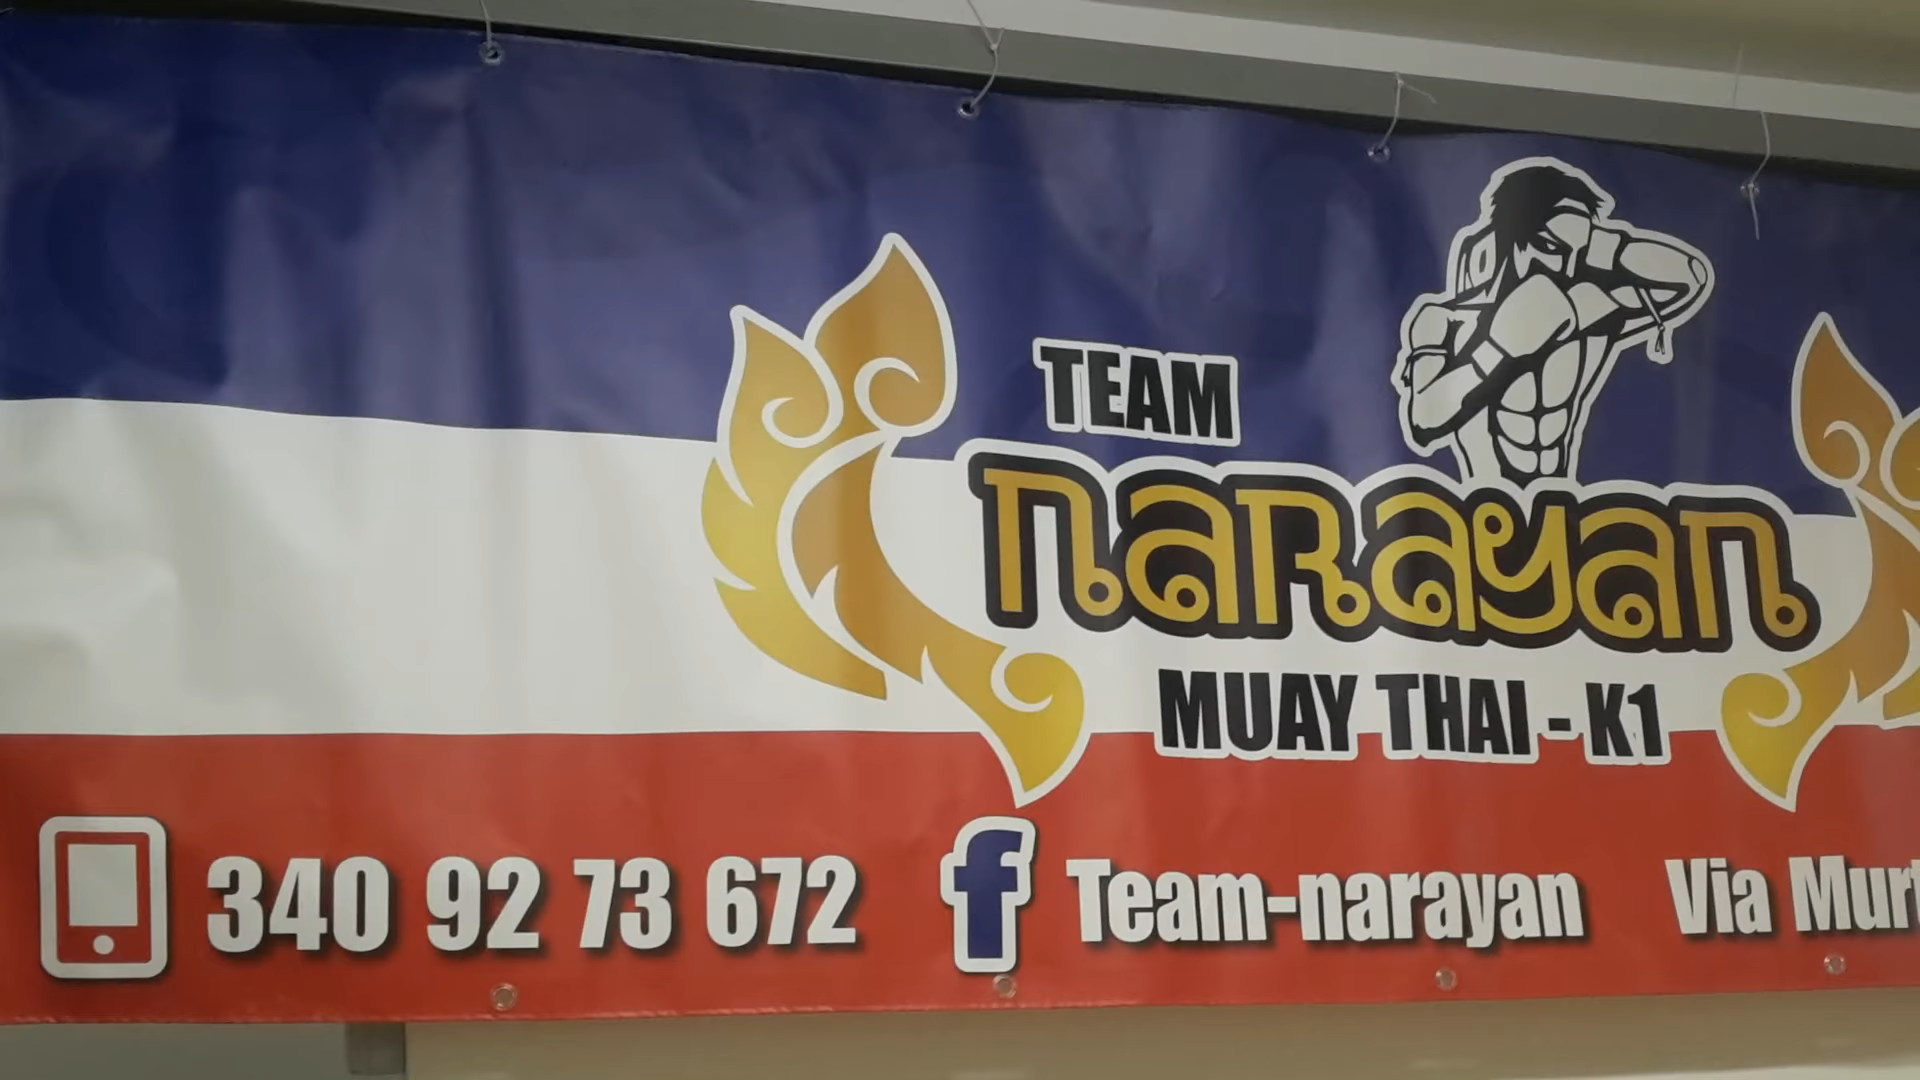 TEAM
naRayan
MUAY THAI - K1
340 92 73 672
f Team-narayan
Via